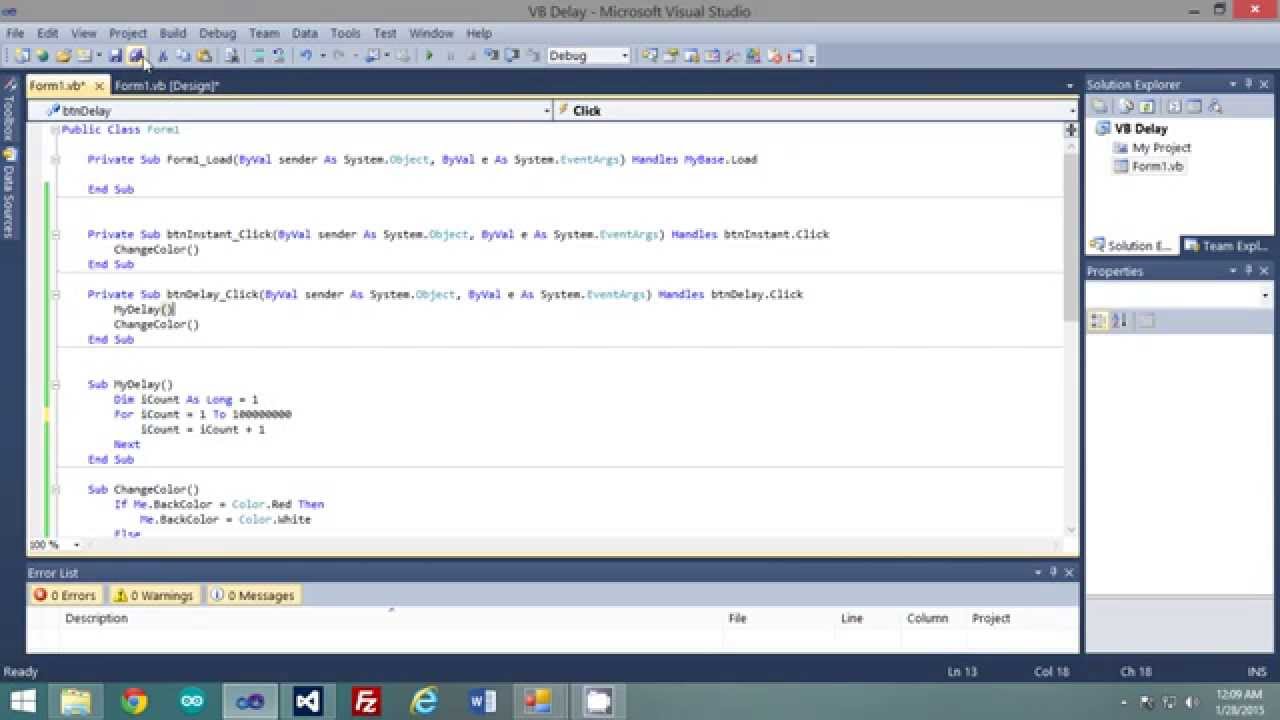 VB Delay - Microsoft Visual Studio
File Edit View Project Build Debug Team Data Tools Test Window Help
Debug
Toolbox
Data Sources
Form1.vb* Form1.vb [Design]*
btnDelay Click
Public Class Form1
Private Sub Form1_Load(ByVal sender As System.Object, ByVal e As System.EventArgs) Handles MyBase.Load
End Sub
Private Sub btnInstant_Click(ByVal sender As System.Object, ByVal e As System.EventArgs) Handles btnInstant.Click
ChangeColor()
End Sub
Private Sub btnDelay_Click(ByVal sender As System.Object, ByVal e As System.EventArgs) Handles btnDelay.Click
MyDelay()
ChangeColor()
End Sub
Sub MyDelay()
Dim iCount As Long = 1
For iCount = 1 To 100000000
iCount = iCount + 1
Next
End Sub
Sub ChangeColor()
If Me.BackColor = Color.Red Then
Me.BackColor = Color.White
Else
100 %
Solution Explorer
VB Delay
My Project
Form1.vb
Solution E... Team Expl...
Properties
Error List
0 Errors 0 Warnings 0 Messages
Description File Line Column Project
Ready Ln 13 Col 18 Ch 18 INS
12:09 AM
1/28/2015